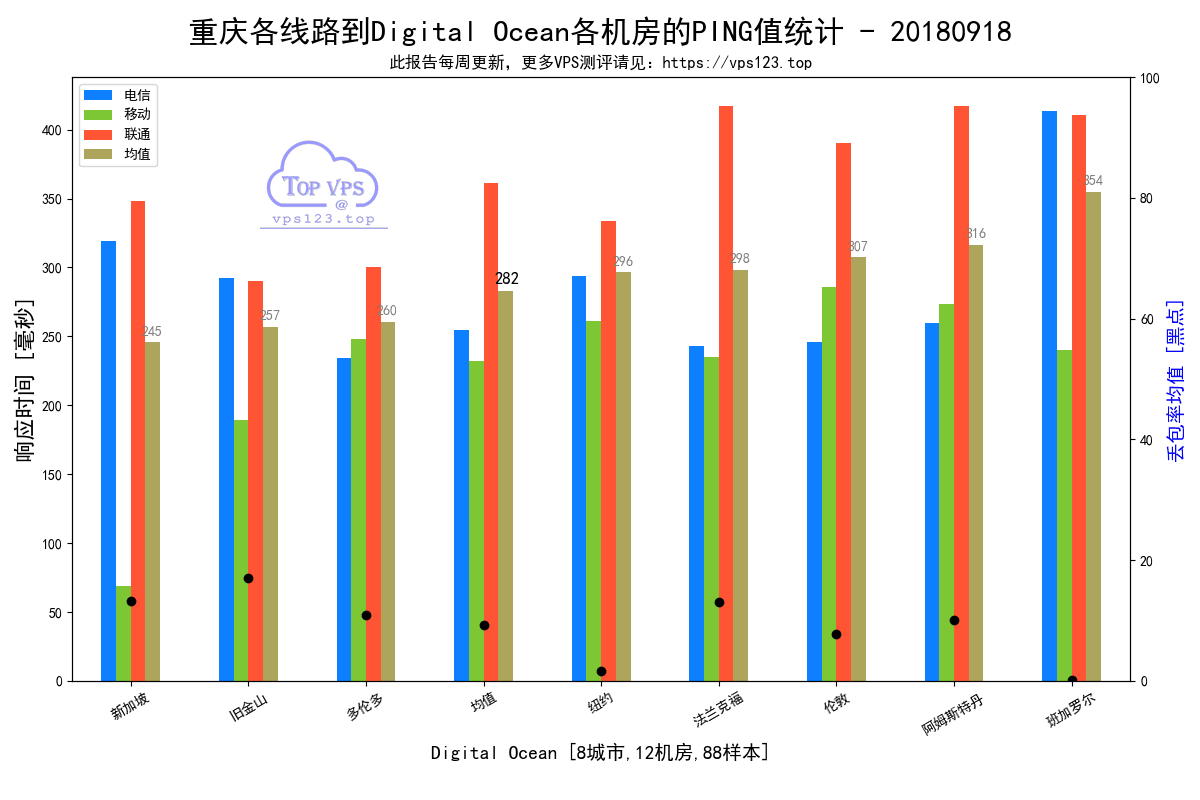 重庆各线路到Digital Ocean各机房的PING值统计 - 20180918
此报告每周更新，更多VPS测评请见：https://vps123.top
电信
移动
联通
均值
TOP VPS
@
vps123.top
响应时间 [毫秒]
400
350
300
250
200
150
100
50
0
245
257
260
282
296
298
307
316
354
100
80
60
40
20
0
丢包率均值 [黑点]
新加坡
旧金山
多伦多
均值
纽约
法兰克福
伦敦
阿姆斯特丹
班加罗尔
Digital Ocean [8城市,12机房,88样本]